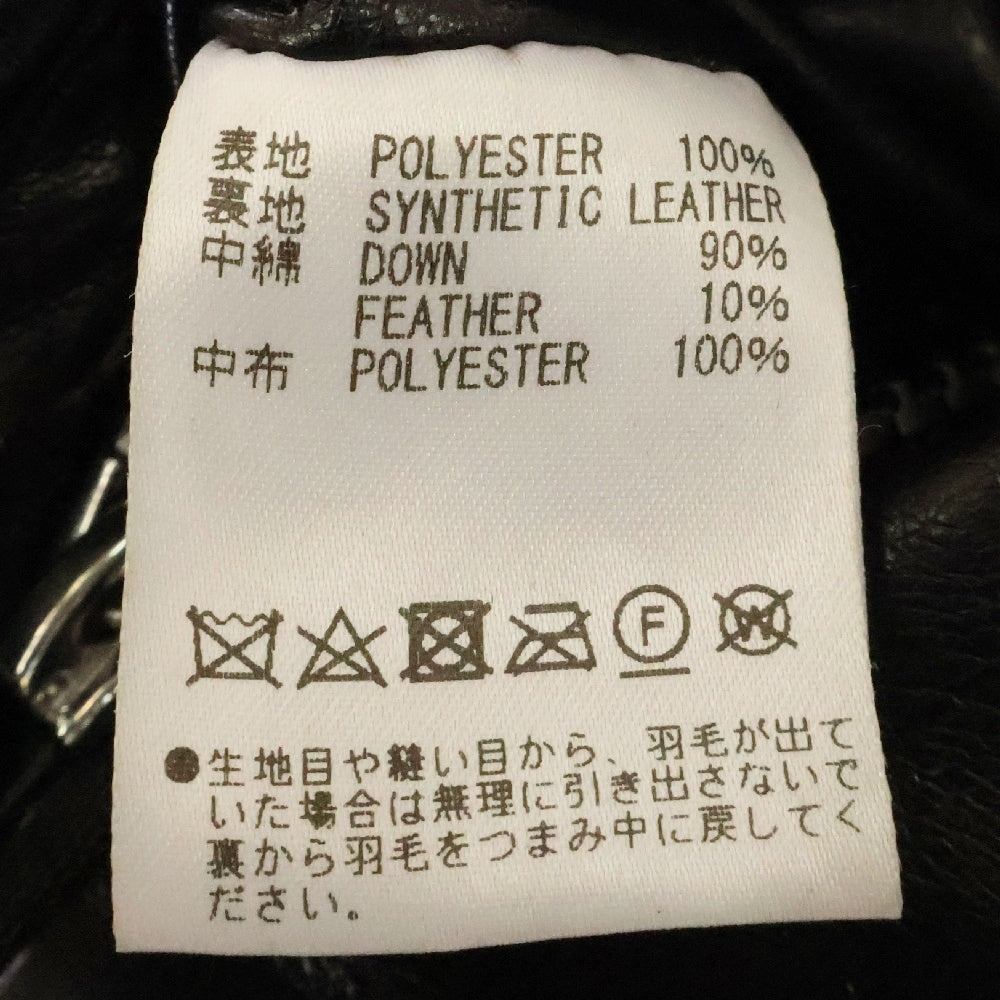 表地 POLYESTER 100%
裏地 SYNTHETIC LEATHER
中綿 DOWN 90%
FEATHER 10%
中布 POLYESTER 100%
F W
●生地目や縫い目から、羽毛が出て
いた場合は無理に引き出さないで
裏から羽毛をつまみ中に戻してく
ださい。